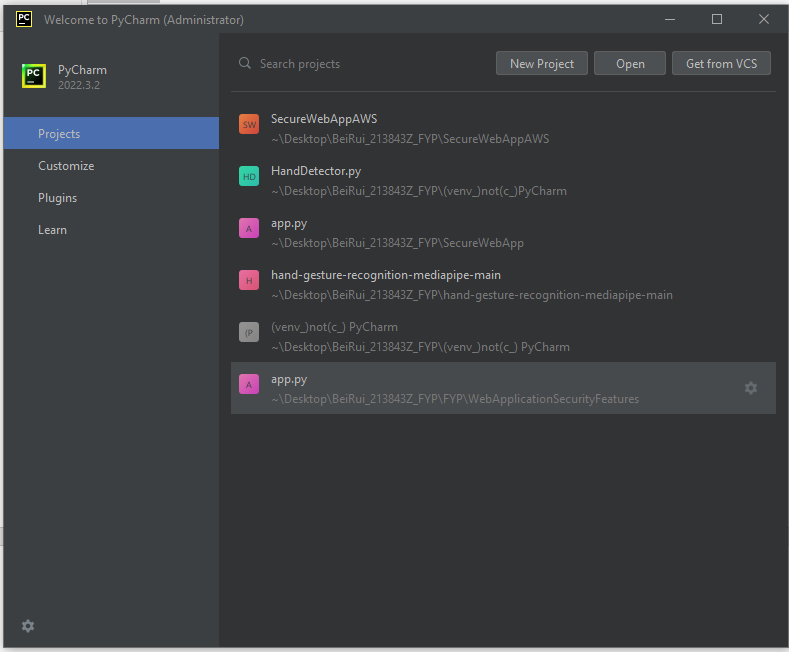 PC Welcome to PyCharm (Administrator)
PC PyCharm
2022.3.2
Projects
Customize
Plugins
Learn
Search projects New Project Open Get from VCS
SW SecureWebAppAWS
~\Desktop\BeiRui_213843Z_FYP\SecureWebAppAWS
HD HandDetector.py
~\Desktop\BeiRui_213843Z_FYP\(venv_)not(c_)PyCharm
A app.py
~\Desktop\BeiRui_213843Z_FYP\SecureWebApp
H hand-gesture-recognition-mediapipe-main
~\Desktop\BeiRui_213843Z_FYP\hand-gesture-recognition-mediapipe-main
(P (venv_)not(c_) PyCharm
~\Desktop\BeiRui_213843Z_FYP\(venv_)not(c_) PyCharm
A app.py
~\Desktop\BeiRui_213843Z_FYP\FYP\WebApplicationSecurityFeatures